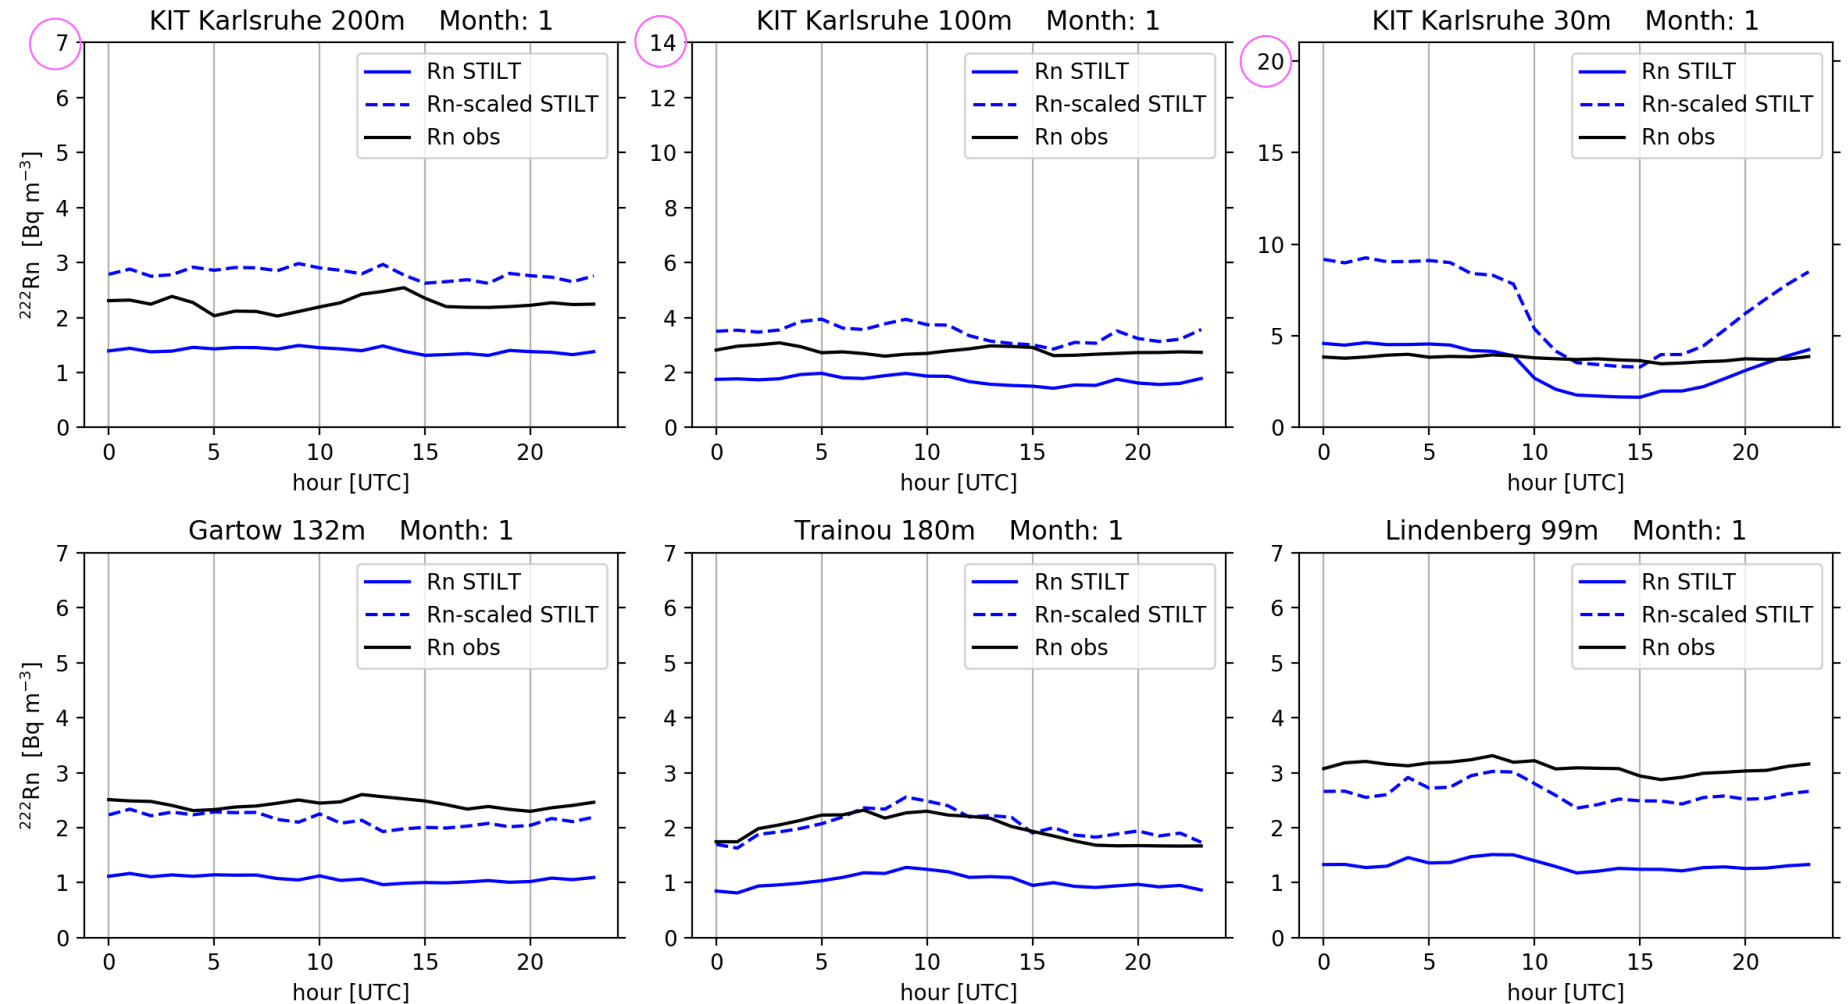 KIT Karlsruhe 200m Month: 1
7
6
5
4
3
2
1
0
²²²Rn [Bq m⁻³]
Rn STILT
Rn-scaled STILT
Rn obs
0 5 10 15 20
hour [UTC]
KIT Karlsruhe 100m Month: 1
14
12
10
8
6
4
2
0
Rn STILT
Rn-scaled STILT
Rn obs
0 5 10 15 20
hour [UTC]
KIT Karlsruhe 30m Month: 1
20
15
10
5
0
Rn STILT
Rn-scaled STILT
Rn obs
0 5 10 15 20
hour [UTC]
Gartow 132m Month: 1
7
6
5
4
3
2
1
0
²²²Rn [Bq m⁻³]
Rn STILT
Rn-scaled STILT
Rn obs
0 5 10 15 20
hour [UTC]
Trainou 180m Month: 1
7
6
5
4
3
2
1
0
Rn STILT
Rn-scaled STILT
Rn obs
0 5 10 15 20
hour [UTC]
Lindenberg 99m Month: 1
7
6
5
4
3
2
1
0
Rn STILT
Rn-scaled STILT
Rn obs
0 5 10 15 20
hour [UTC]